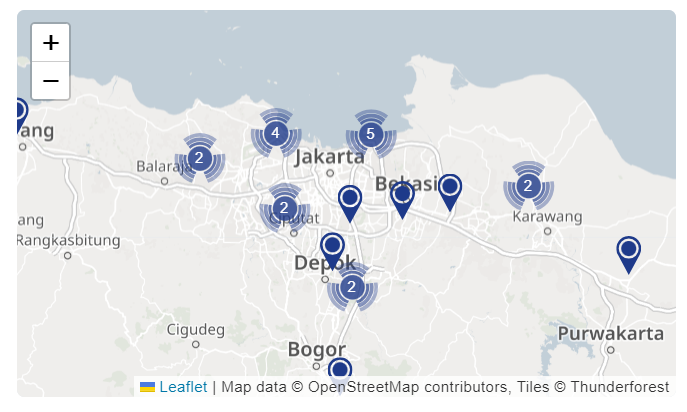 +
−
4
5
2
ang
Jakarta
Balaraja
Bekasi
2
2
Ciputat
Karawang
ang
Rangkasbitung
Depok
2
Cigudeg
Purwakarta
Bogor
Leaflet | Map data © OpenStreetMap contributors, Tiles © Thunderforest